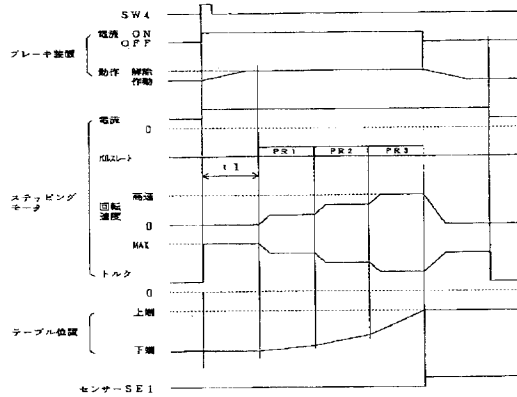 SW4
ブレーキ装置
電流 ON
OFF
動作 解除
作動
ステッピング
モータ
電流
0
パルスレート
PR1 PR2 PR3
t1
回転
速度
高速
0
トルク
MAX
0
テーブル位置
上端
下端
センサーSE1